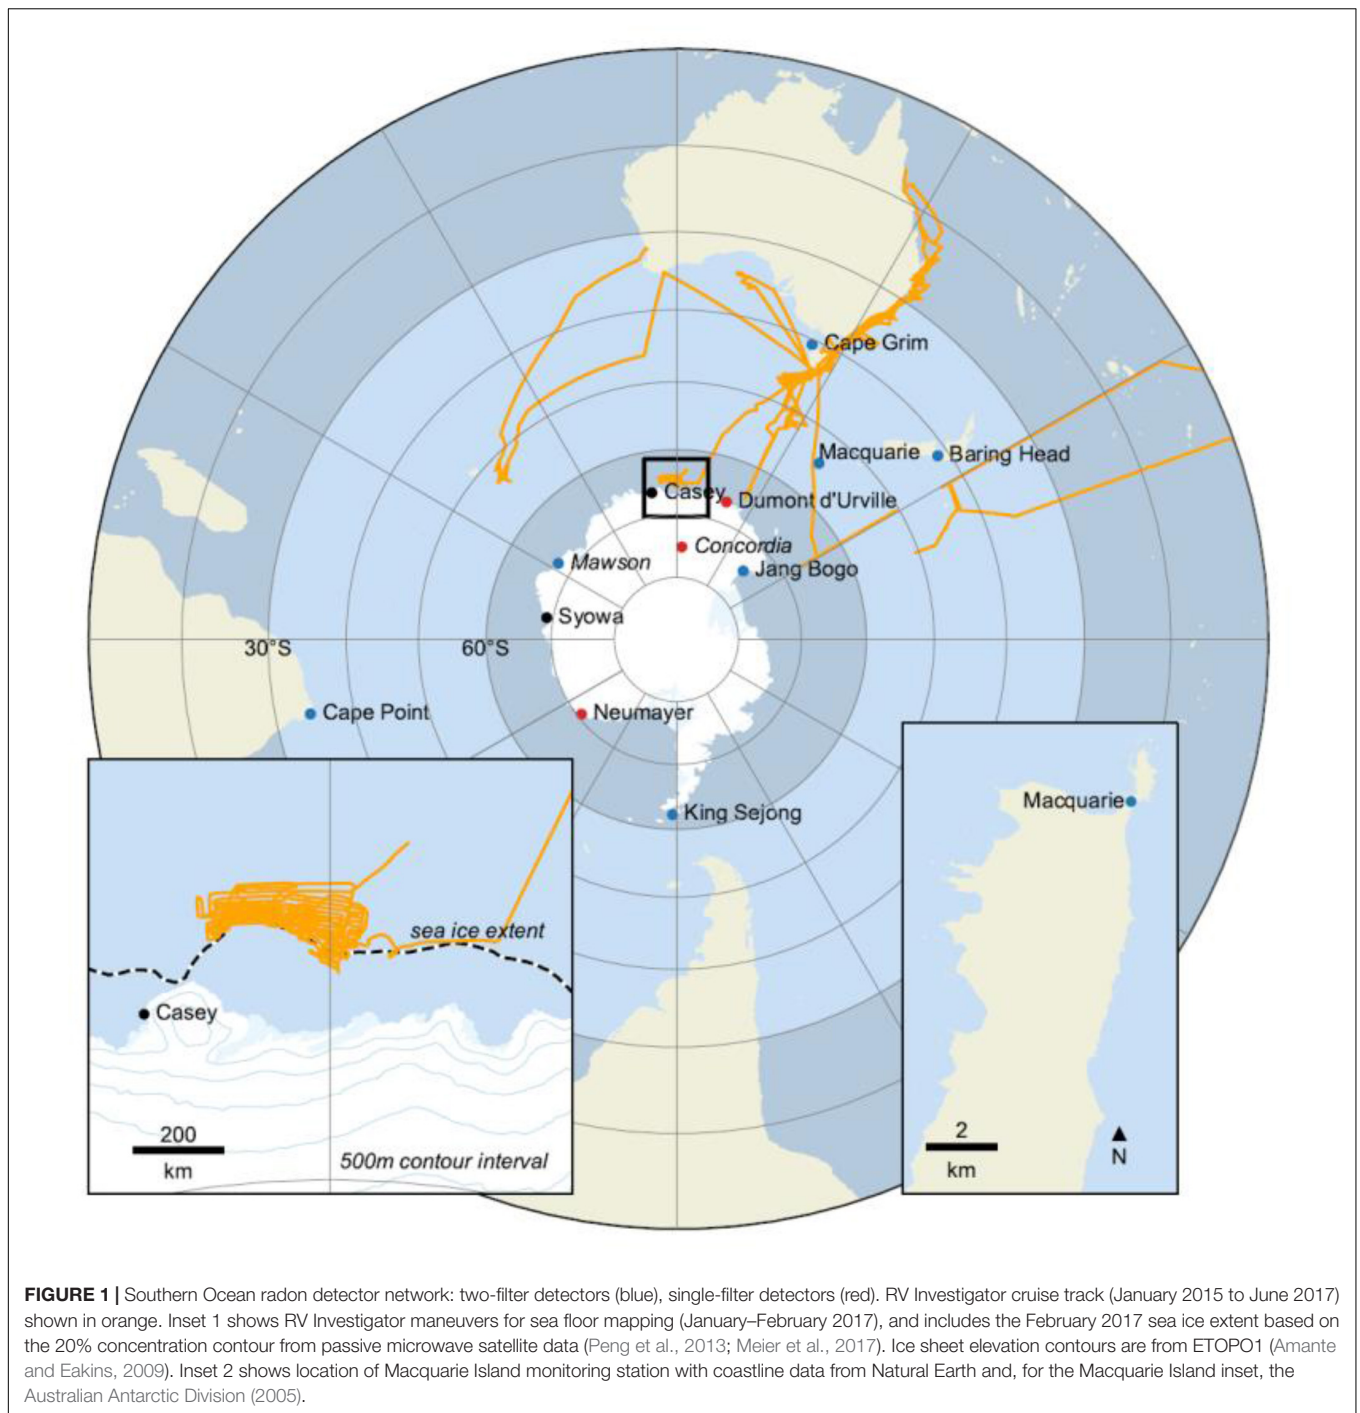 Cape Grim
Macquarie
Baring Head
Casey
Dumont d'Urville
Concordia
Mawson
Jang Bogo
Syowa
30°S
60°S
Cape Point
Neumayer
King Sejong
sea ice extent
Casey
200
km
500m contour interval
Macquarie
2
km
N
FIGURE 1 | Southern Ocean radon detector network: two-filter detectors (blue), single-filter detectors (red). RV Investigator cruise track (January 2015 to June 2017)
shown in orange. Inset 1 shows RV Investigator maneuvers for sea floor mapping (January–February 2017), and includes the February 2017 sea ice extent based on
the 20% concentration contour from passive microwave satellite data (Peng et al., 2013; Meier et al., 2017). Ice sheet elevation contours are from ETOPO1 (Amante
and Eakins, 2009). Inset 2 shows location of Macquarie Island monitoring station with coastline data from Natural Earth and, for the Macquarie Island inset, the
Australian Antarctic Division (2005).